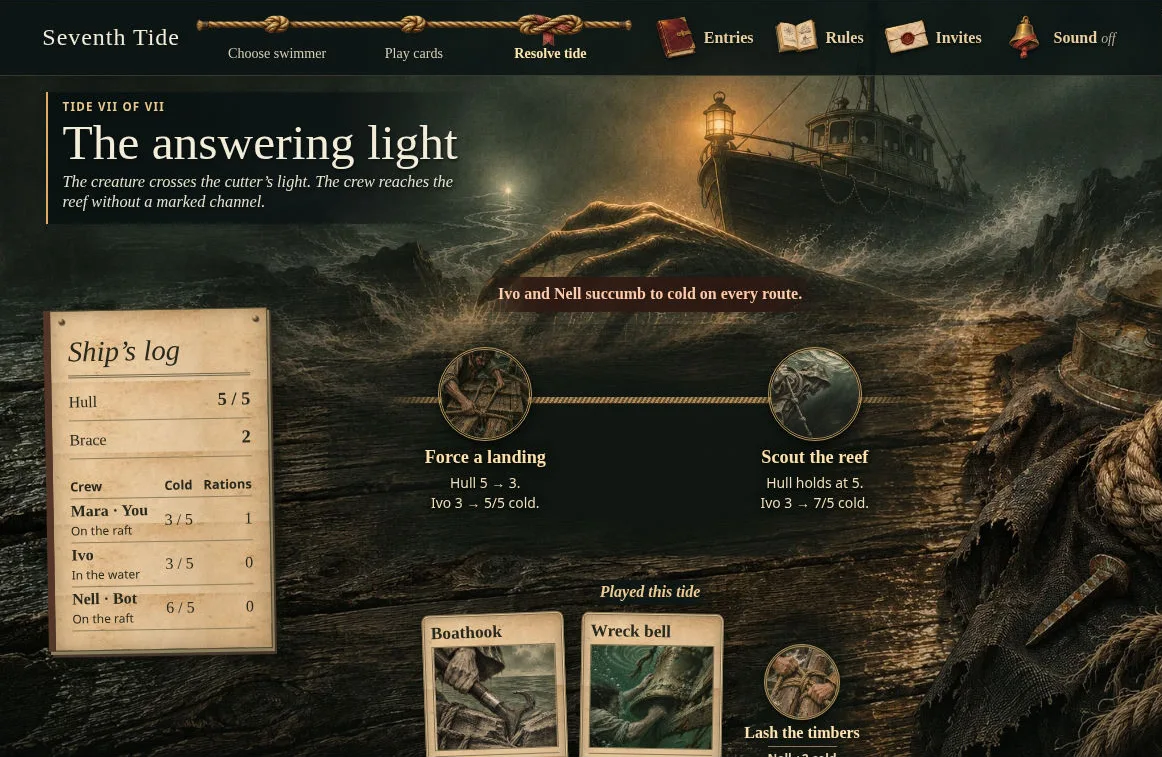 Seventh Tide
Choose swimmer
Play cards
Resolve tide
Entries
Rules
Invites
Sound off
TIDE VII OF VII
The answering light
The creature crosses the cutter’s light. The crew reaches the
reef without a marked channel.
Ivo and Nell succumb to cold on every route.
Ship’s log
Hull 5 / 5
Brace 2
Crew Cold Rations
Mara · You 3 / 5 1
On the raft
Ivo 3 / 5 0
In the water
Nell · Bot 6 / 5 0
On the raft
Force a landing
Hull 5 → 3.
Ivo 3 → 5/5 cold.
Scout the reef
Hull holds at 5.
Ivo 3 → 7/5 cold.
Played this tide
Boathook
Wreck bell
Lash the timbers